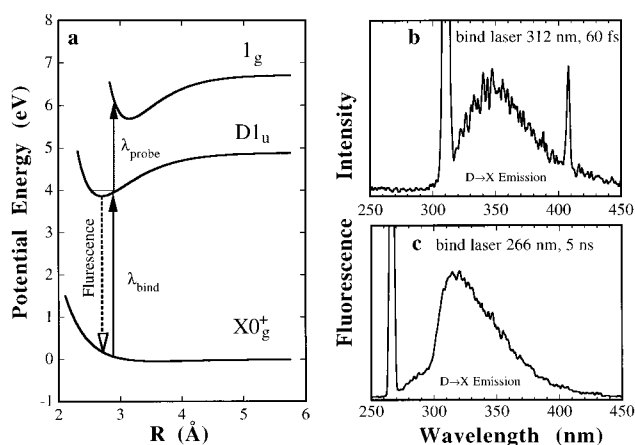 a
1g
D1u
λprobe
λbind
Flurescence
X0g+
Potential Energy (eV)
8
7
6
5
4
3
2
1
0
-1
2 3 4 5 6
R (Å)
b bind laser 312 nm, 60 fs
D→X Emission
250 300 350 400 450
c bind laser 266 nm, 5 ns
D→X Emission
250 300 350 400 450
Wavelength (nm)
Fluorescence Intensity